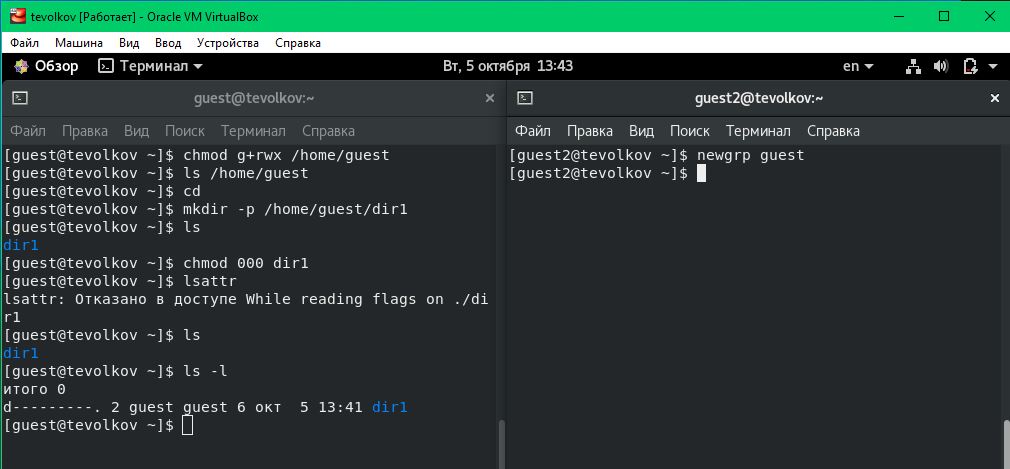 tevolkov [Работает] - Oracle VM VirtualBox
Файл Машина Вид Ввод Устройства Справка
Обзор Терминал Вт, 5 октября 13:43 en
guest@tevolkov:~
Файл Правка Вид Поиск Терминал Справка
[guest@tevolkov ~]$ chmod g+rwx /home/guest
[guest@tevolkov ~]$ ls /home/guest
[guest@tevolkov ~]$ cd
[guest@tevolkov ~]$ mkdir -p /home/guest/dir1
[guest@tevolkov ~]$ ls
dir1
[guest@tevolkov ~]$ chmod 000 dir1
[guest@tevolkov ~]$ lsattr
lsattr: Отказано в доступе While reading flags on ./di
r1
[guest@tevolkov ~]$ ls
dir1
[guest@tevolkov ~]$ ls -l
итого 0
d---------. 2 guest guest 6 окт  5 13:41 dir1
[guest@tevolkov ~]$
guest2@tevolkov:~
Файл Правка Вид Поиск Терминал Справка
[guest2@tevolkov ~]$ newgrp guest
[guest2@tevolkov ~]$